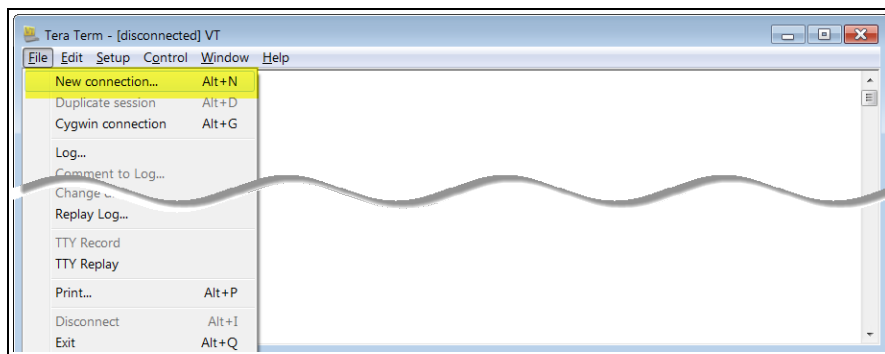 Tera Term - [disconnected] VT
File Edit Setup Control Window Help
New connection... Alt+N
Duplicate session Alt+D
Cygwin connection Alt+G
Log...
Comment to Log...
Change
Replay Log...
TTY Record
TTY Replay
Print... Alt+P
Disconnect Alt+I
Exit Alt+Q